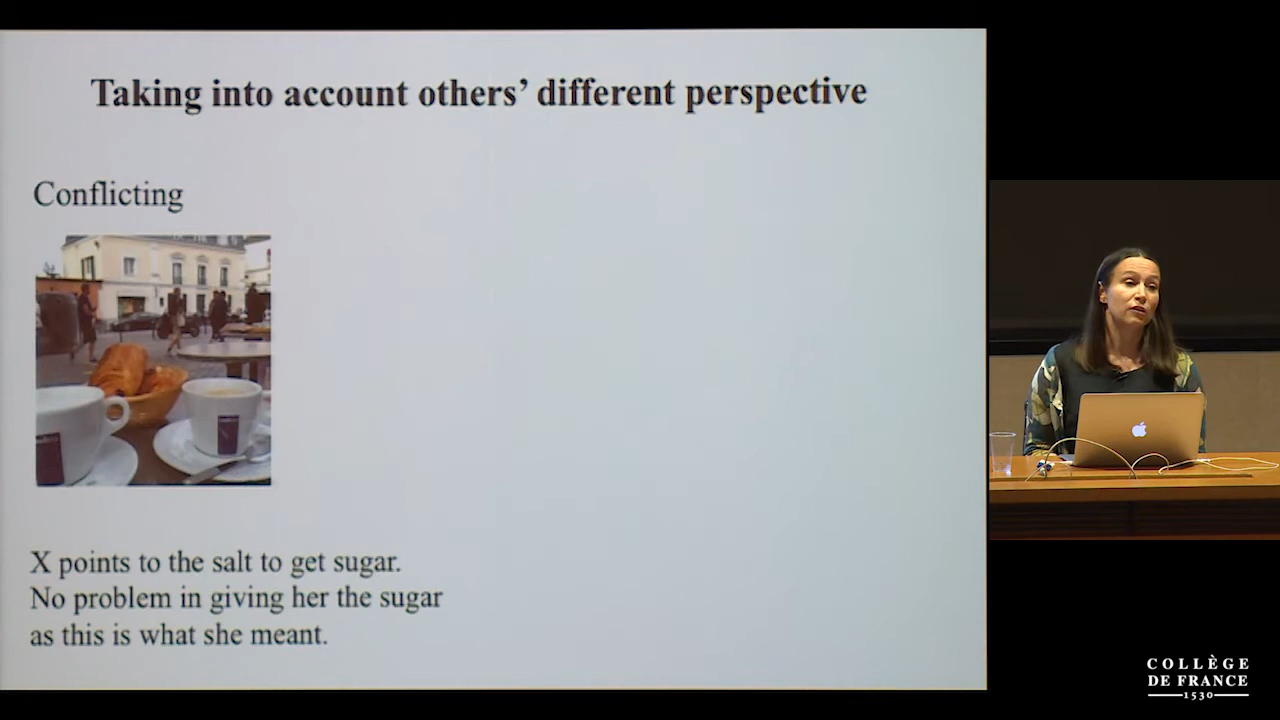 Taking into account others’ different perspective
Conflicting
X points to the salt to get sugar.
No problem in giving her the sugar
as this is what she meant.
COLLÈGE
DE FRANCE
1530